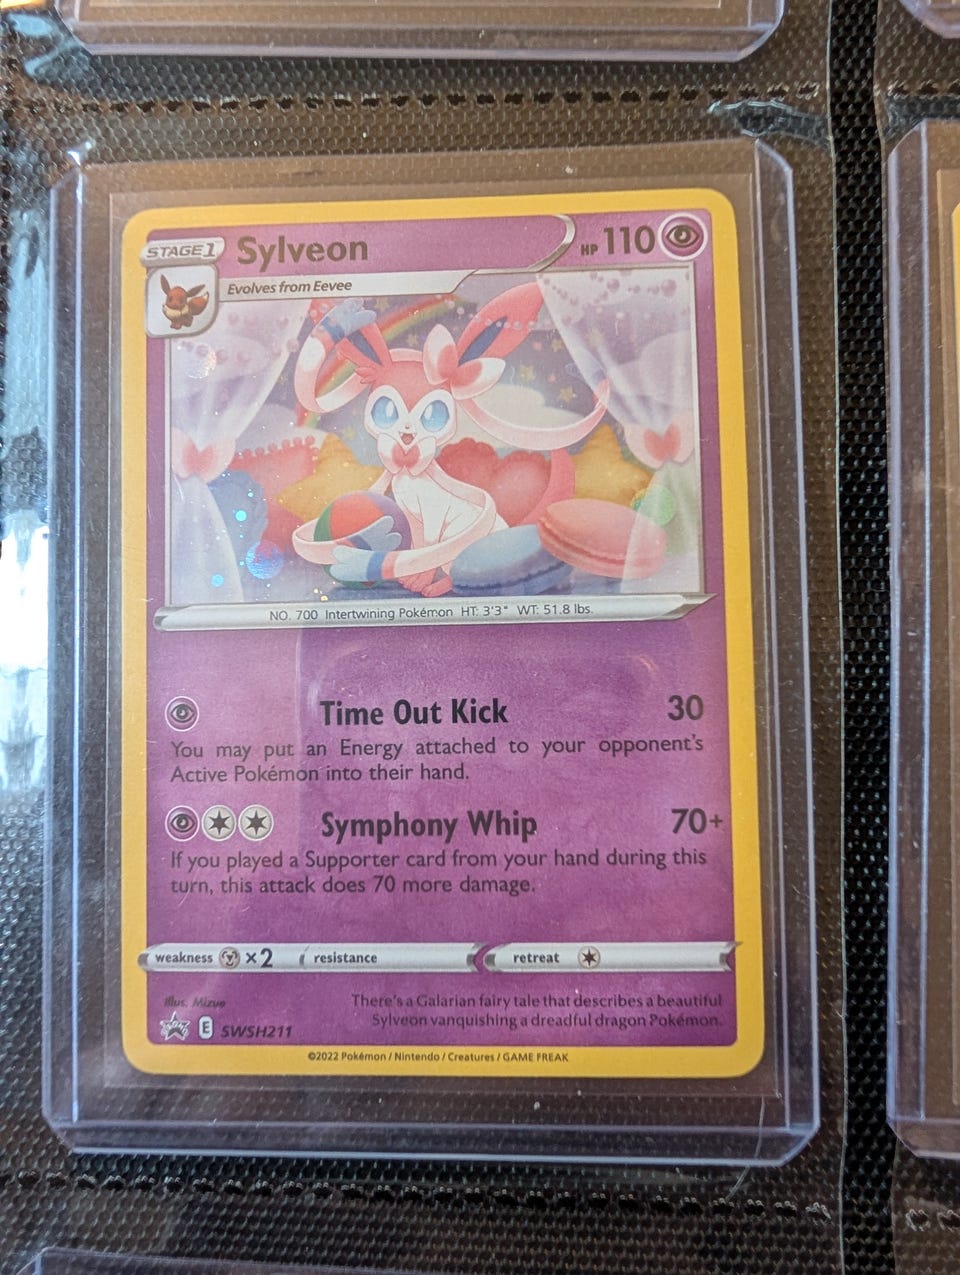 STAGE 1 Sylveon HP 110
Evolves from Eevee
NO. 700 Intertwining Pokémon HT: 3'3" WT: 51.8 lbs.
Time Out Kick 30
You may put an Energy attached to your opponent's
Active Pokémon into their hand.
Symphony Whip 70+
If you played a Supporter card from your hand during this
turn, this attack does 70 more damage.
weakness ×2 resistance retreat
Illus. Mizue
There's a Galarian fairy tale that describes a beautiful
Sylveon vanquishing a dreadful dragon Pokémon.
E SWSH211
©2022 Pokémon / Nintendo / Creatures / GAME FREAK